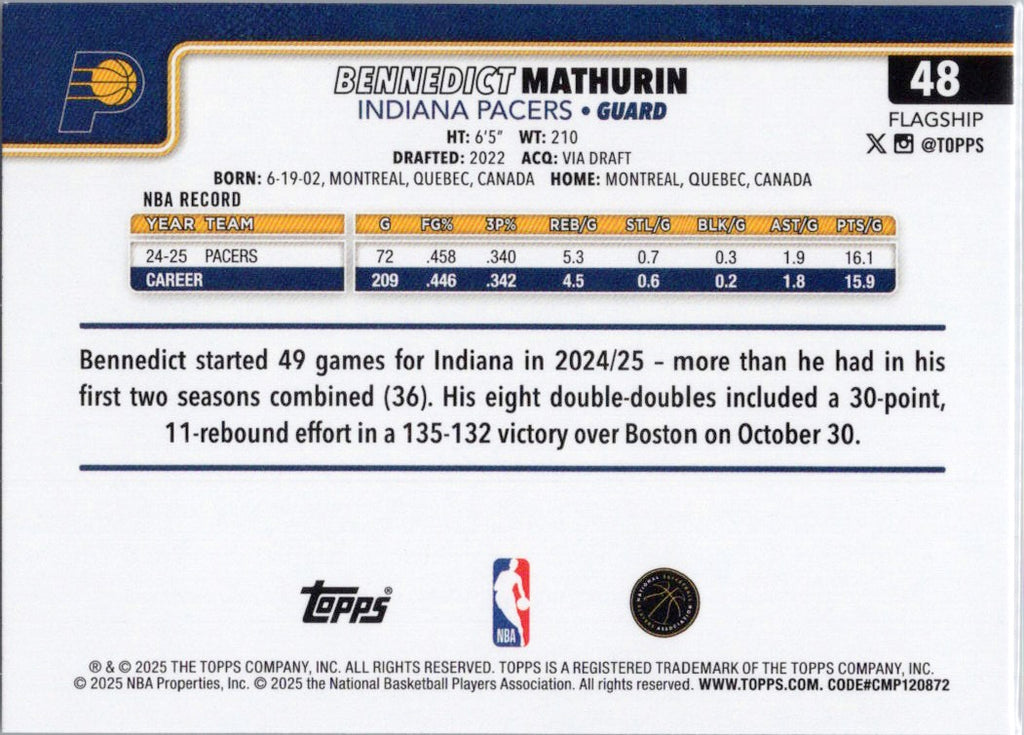 BENNEDICT MATHURIN
48
INDIANA PACERS • GUARD
FLAGSHIP
HT: 6'5" WT: 210
@TOPPS
DRAFTED: 2022 ACQ: VIA DRAFT
BORN: 6-19-02, MONTREAL, QUEBEC, CANADA HOME: MONTREAL, QUEBEC, CANADA
NBA RECORD
YEAR TEAM G FG% 3P% REB/G STL/G BLK/G AST/G PTS/G
24-25 PACERS 72 .458 .340 5.3 0.7 0.3 1.9 16.1
CAREER 209 .446 .342 4.5 0.6 0.2 1.8 15.9
Bennedict started 49 games for Indiana in 2024/25 – more than he had in his
first two seasons combined (36). His eight double-doubles included a 30-point,
11-rebound effort in a 135-132 victory over Boston on October 30.
Topps®
NBA
NATIONAL BASKETBALL PLAYERS ASSOCIATION
® & © 2025 THE TOPPS COMPANY, INC. ALL RIGHTS RESERVED. TOPPS IS A REGISTERED TRADEMARK OF THE TOPPS COMPANY, INC.
© 2025 NBA Properties, Inc. © 2025 the National Basketball Players Association. All rights reserved. WWW.TOPPS.COM. CODE#CMP120872